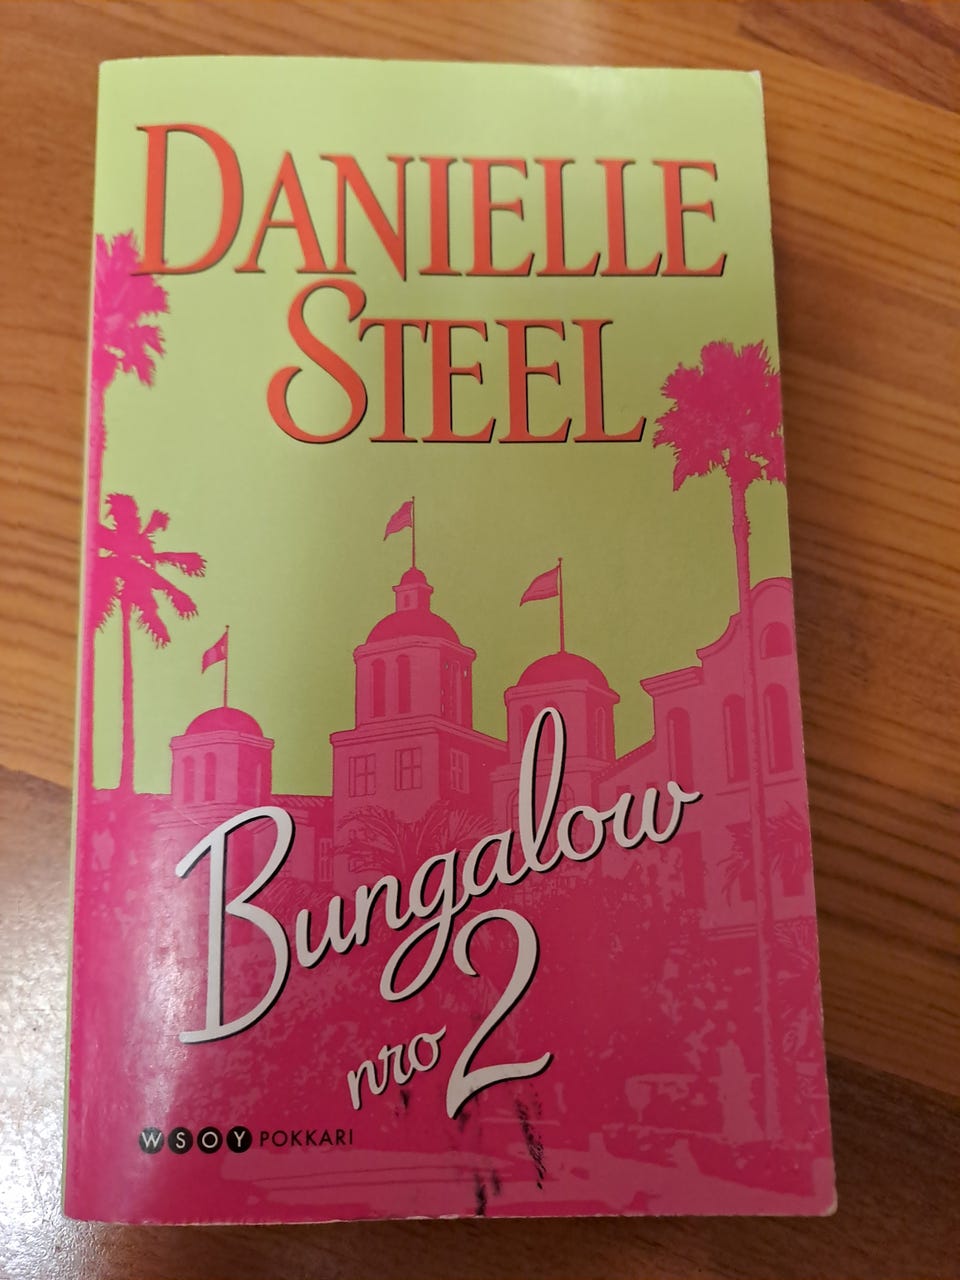 DANIELLE
STEEL
Bungalow
nro 2
WSOY POKKARI